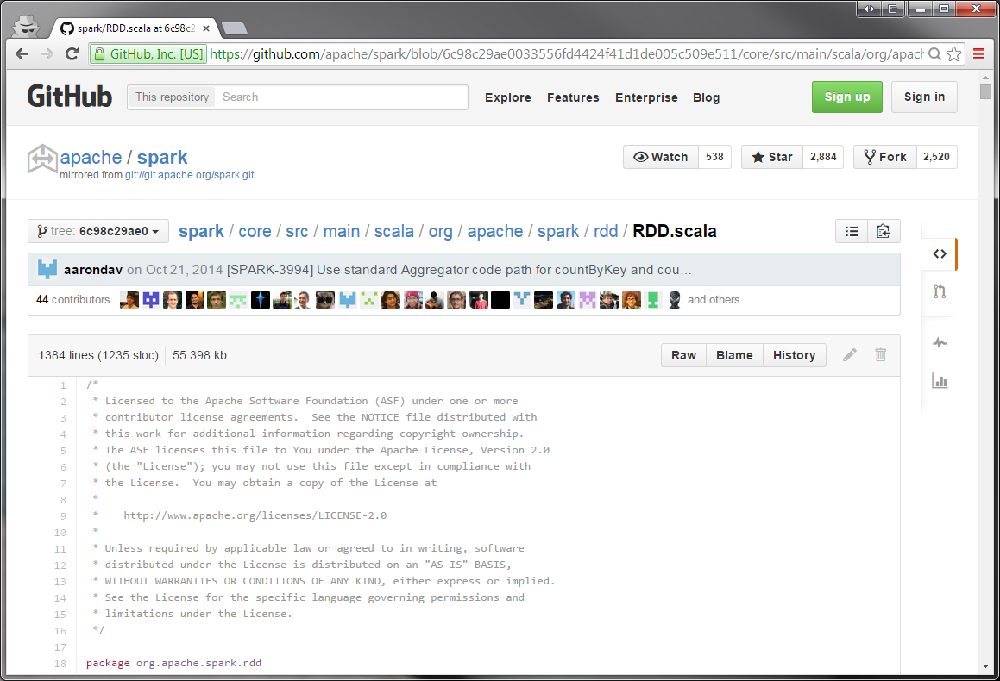 spark/RDD.scala at 6c98c2
GitHub, Inc. [US] https://github.com/apache/spark/blob/6c98c29ae0033556fd4424f41d1de005c509e511/core/src/main/scala/org/apach
GitHub This repository Search Explore Features Enterprise Blog Sign up Sign in
apache / spark Watch 538 Star 2,884 Fork 2,520
mirrored from git://git.apache.org/spark.git
tree: 6c98c29ae0 spark / core / src / main / scala / org / apache / spark / rdd / RDD.scala
aarondav on Oct 21, 2014 [SPARK-3994] Use standard Aggregator code path for countByKey and cou…
44 contributors and others
1384 lines (1235 sloc) 55.398 kb Raw Blame History
1 /*
2 * Licensed to the Apache Software Foundation (ASF) under one or more
3 * contributor license agreements.  See the NOTICE file distributed with
4 * this work for additional information regarding copyright ownership.
5 * The ASF licenses this file to You under the Apache License, Version 2.0
6 * (the "License"); you may not use this file except in compliance with
7 * the License.  You may obtain a copy of the License at
8 *
9 *    http://www.apache.org/licenses/LICENSE-2.0
10 *
11 * Unless required by applicable law or agreed to in writing, software
12 * distributed under the License is distributed on an "AS IS" BASIS,
13 * WITHOUT WARRANTIES OR CONDITIONS OF ANY KIND, either express or implied.
14 * See the License for the specific language governing permissions and
15 * limitations under the License.
16 */
17
18 package org.apache.spark.rdd